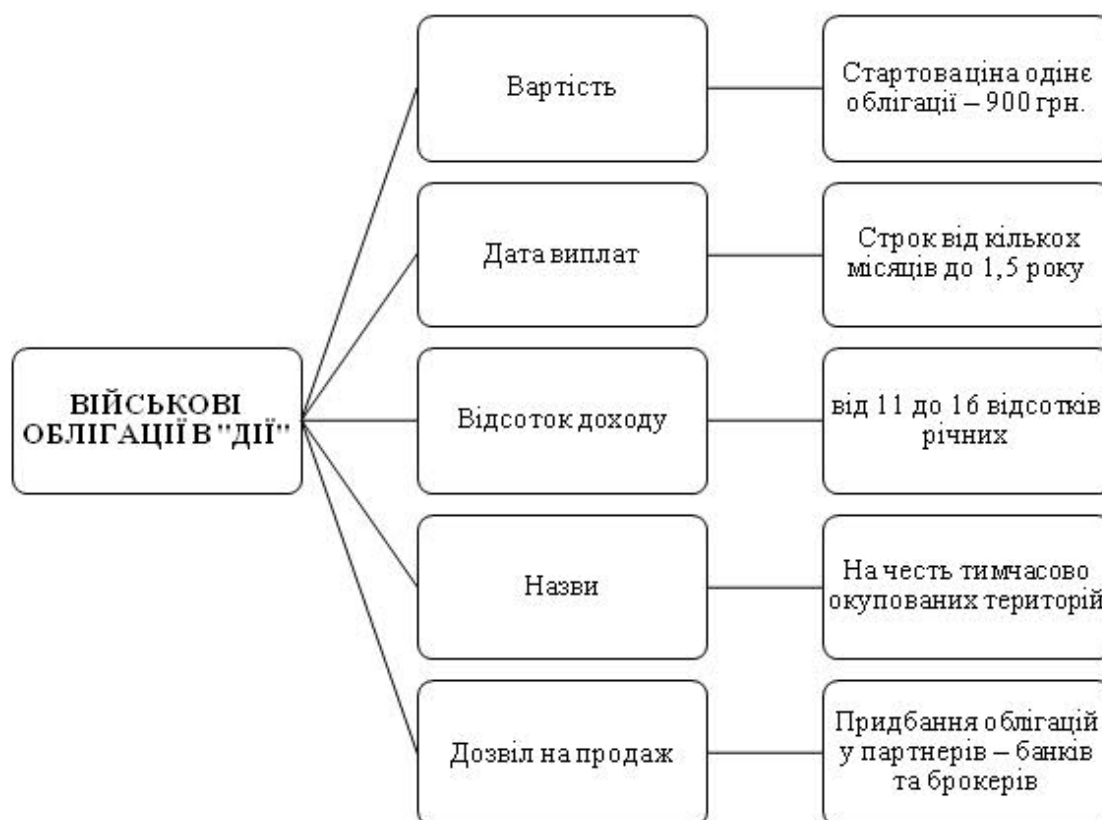 ВІЙСЬКОВІ
ОБЛІГАЦІЇ В "ДІЇ"
Вартість
Стартова ціна одінє
облігації – 900 грн.
Дата виплат
Строк від кількох
місяців до 1,5 року
Відсоток доходу
від 11 до 16 відсотків
річних
Назви
На честь тимчасово
окупованих територій
Дозвіл на продаж
Придбання облігацій
у партнерів – банків
та брокерів